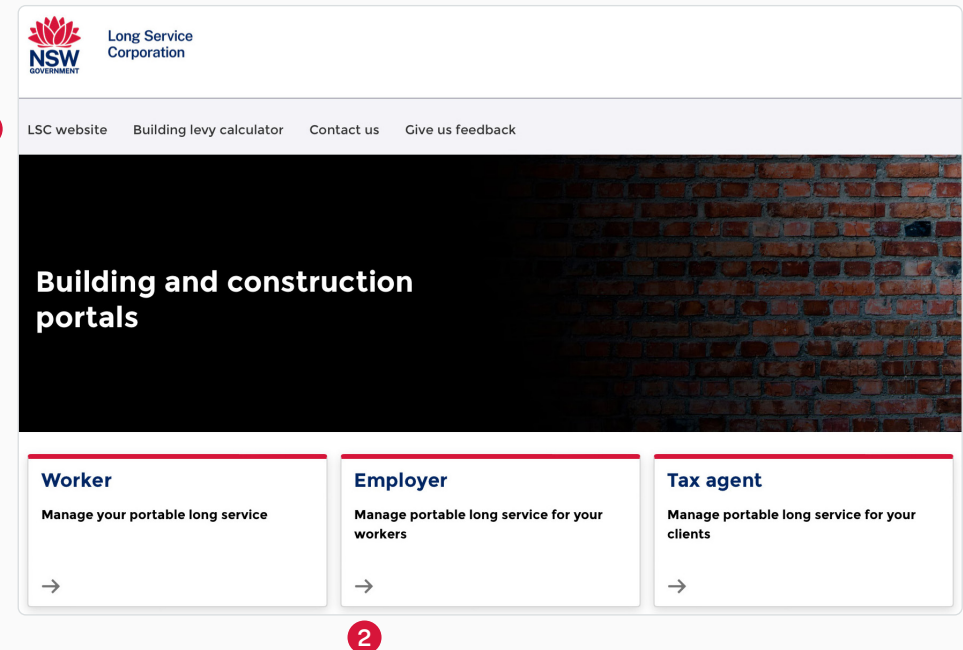 NSW
GOVERNMENT
Long Service
Corporation
LSC website Building levy calculator Contact us Give us feedback
Building and construction
portals
Worker
Manage your portable long service
Employer
Manage portable long service for your
workers
Tax agent
Manage portable long service for your
clients
2